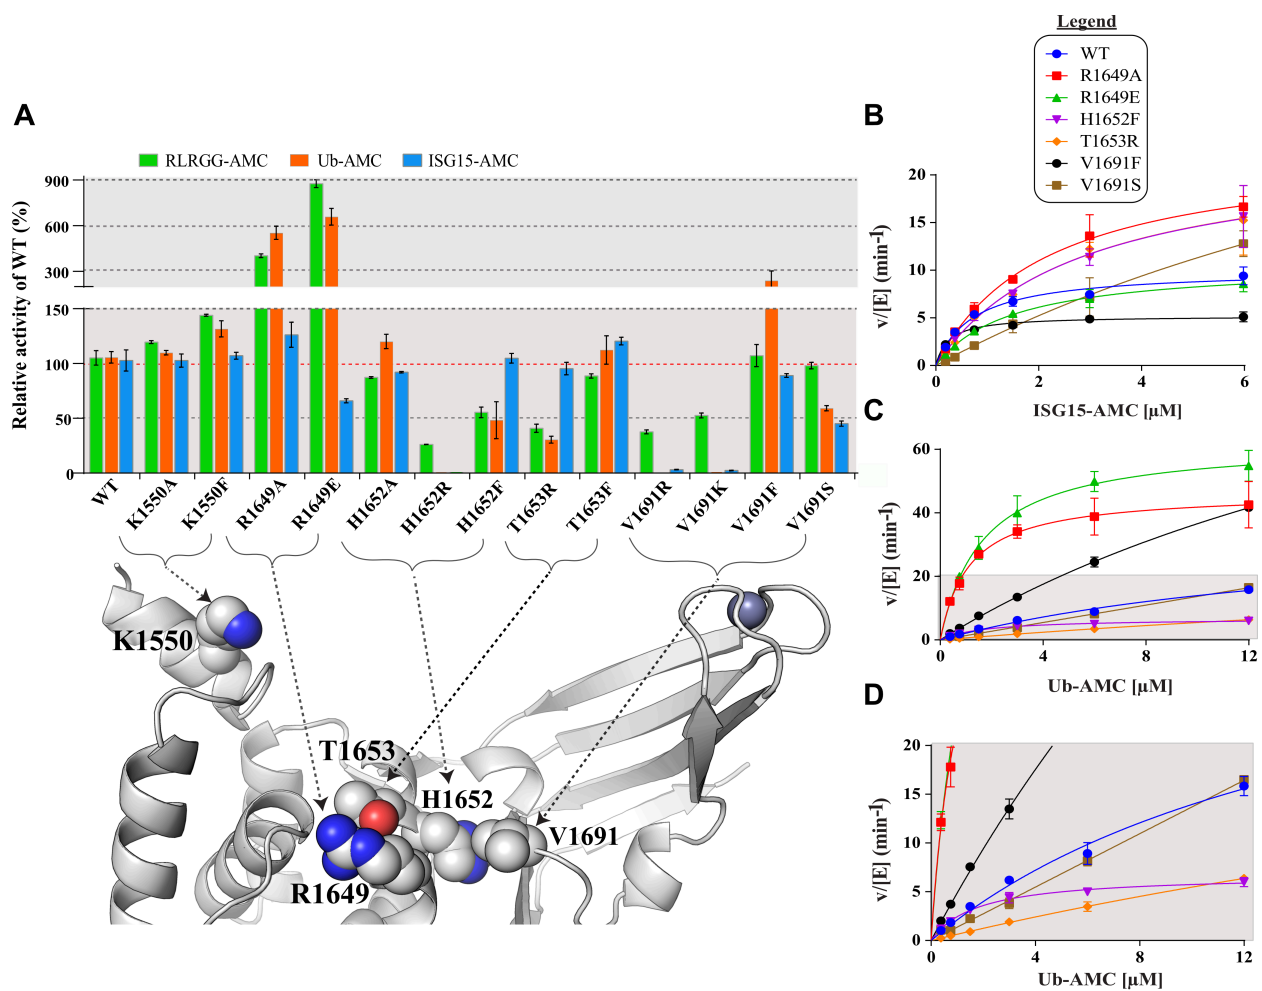 Legend
WT
R1649A
R1649E
H1652F
T1653R
V1691F
V1691S
A
RLRGG-AMC Ub-AMC ISG15-AMC
Relative activity of WT (%)
900
600
300
150
100
50
0
WT K1550A K1550F R1649A R1649E H1652A H1652R H1652F T1653R T1653F V1691R V1691K V1691F V1691S
K1550
T1653
H1652
V1691
R1649
B
v/[E] (min-1)
20
15
10
5
0
0 2 4 6
ISG15-AMC [µM]
C
v/[E] (min-1)
60
40
20
0
0 4 8 12
Ub-AMC [µM]
D
v/[E] (min-1)
20
15
10
5
0
0 4 8 12
Ub-AMC [µM]